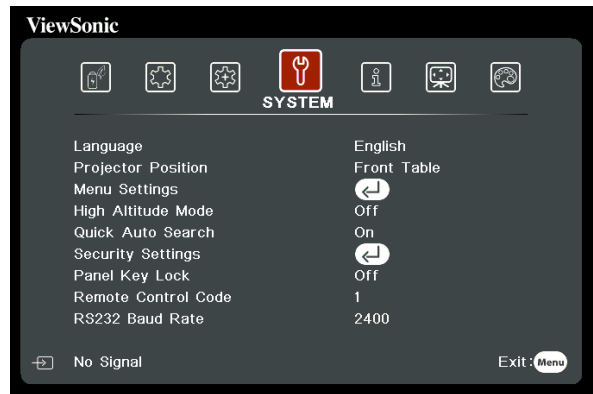 ViewSonic
SYSTEM
Language English
Projector Position Front Table
Menu Settings
High Altitude Mode Off
Quick Auto Search On
Security Settings
Panel Key Lock Off
Remote Control Code 1
RS232 Baud Rate 2400
No Signal Exit: Menu